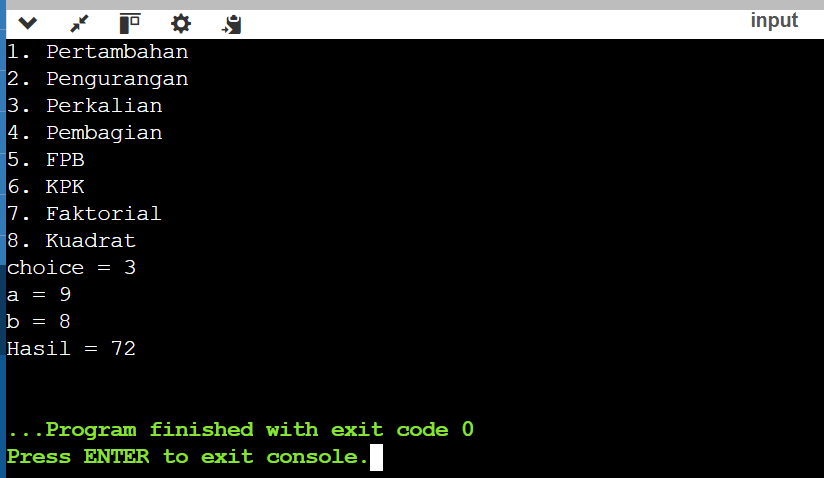 input
1. Pertambahan
2. Pengurangan
3. Perkalian
4. Pembagian
5. FPB
6. KPK
7. Faktorial
8. Kuadrat
choice = 3
a = 9
b = 8
Hasil = 72
...Program finished with exit code 0
Press ENTER to exit console.